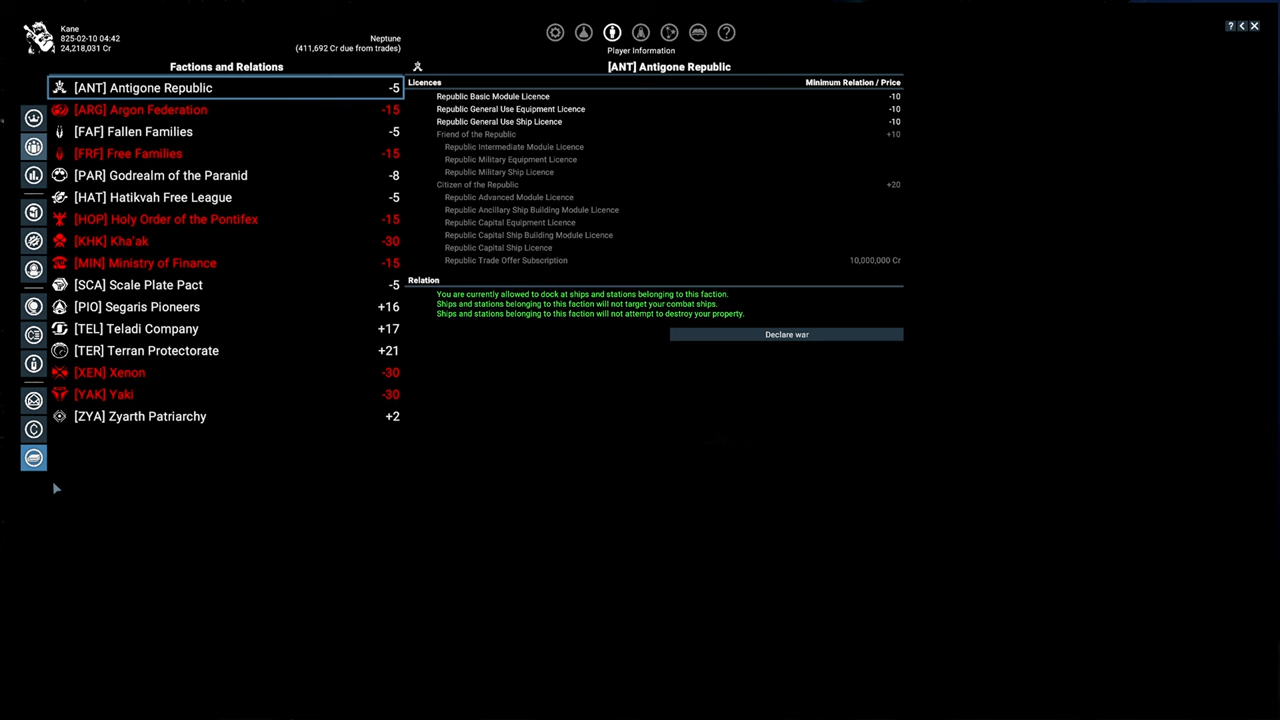 Kane
825-02-10 04:42
24,218,031 Cr
Neptune
(411,692 Cr due from trades)
Player Information
Factions and Relations
[ANT] Antigone Republic -5
[ARG] Argon Federation -15
[FAF] Fallen Families -5
[FRF] Free Families -15
[PAR] Godrealm of the Paranid -8
[HAT] Hatikvah Free League -5
[HOP] Holy Order of the Pontifex -15
[KHK] Kha'ak -30
[MIN] Ministry of Finance -15
[SCA] Scale Plate Pact -5
[PIO] Segaris Pioneers +16
[TEL] Teladi Company +17
[TER] Terran Protectorate +21
[XEN] Xenon -30
[YAK] Yaki -30
[ZYA] Zyarth Patriarchy +2
[ANT] Antigone Republic
Licences Minimum Relation / Price
Republic Basic Module Licence -10
Republic General Use Equipment Licence -10
Republic General Use Ship Licence -10
Friend of the Republic +10
Republic Intermediate Module Licence
Republic Military Equipment Licence
Republic Military Ship Licence
Citizen of the Republic +20
Republic Advanced Module Licence
Republic Ancillary Ship Building Module Licence
Republic Capital Equipment Licence
Republic Capital Ship Building Module Licence
Republic Capital Ship Licence
Republic Trade Offer Subscription 10,000,000 Cr
Relation
You are currently allowed to dock at ships and stations belonging to this faction.
Ships and stations belonging to this faction will not target your combat ships.
Ships and stations belonging to this faction will not attempt to destroy your property.
Declare war